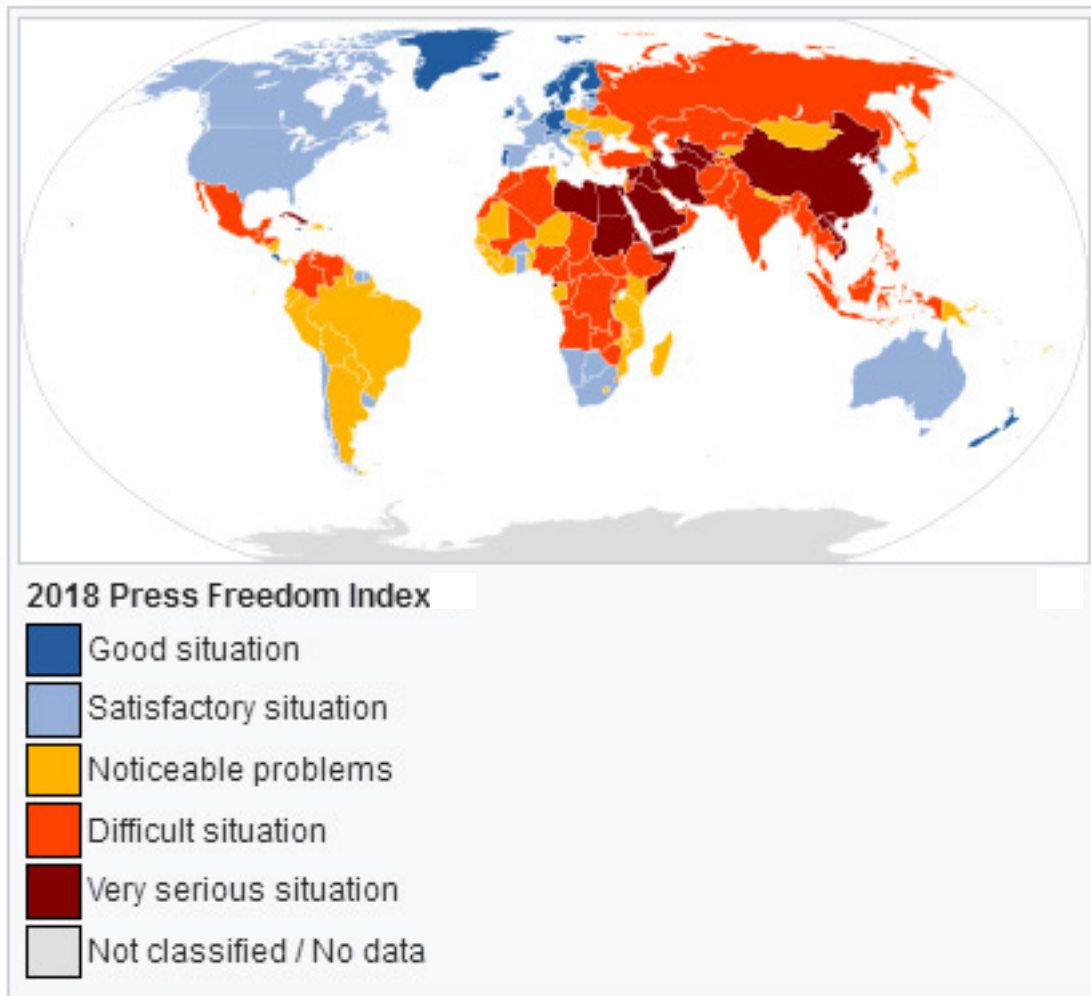 2018 Press Freedom Index
Good situation
Satisfactory situation
Noticeable problems
Difficult situation
Very serious situation
Not classified / No data